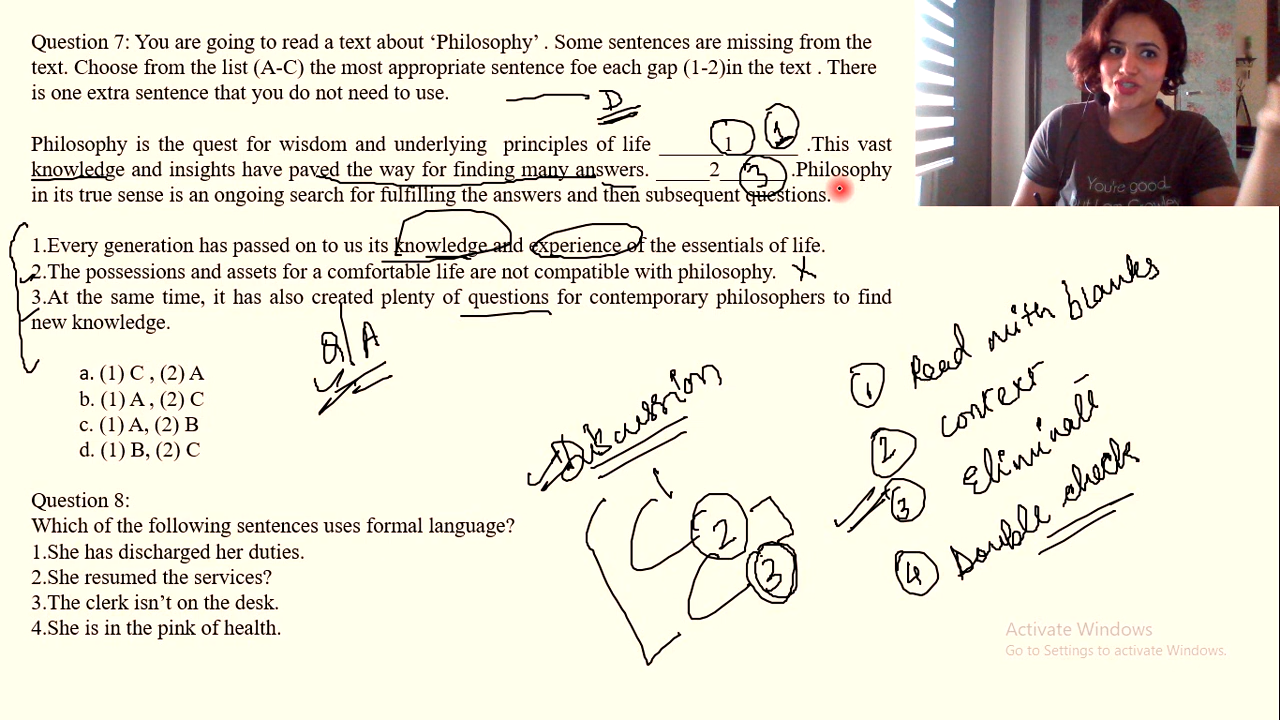 Question 7: You are going to read a text about ‘Philosophy’ . Some sentences are missing from the
text. Choose from the list (A-C) the most appropriate sentence foe each gap (1-2)in the text . There
is one extra sentence that you do not need to use.
D
1 1
Philosophy is the quest for wisdom and underlying principles of life ______________ .This vast
knowledge and insights have paved the way for finding many answers. _____2_ 3 .Philosophy
in its true sense is an ongoing search for fulfilling the answers and then subsequent questions.
1.Every generation has passed on to us its knowledge and experience of the essentials of life.
2.The possessions and assets for a comfortable life are not compatible with philosophy. X
3.At the same time, it has also created plenty of questions for contemporary philosophers to find
new knowledge.
Q/A
a. (1) C , (2) A
b. (1) A , (2) C
c. (1) A, (2) B
d. (1) B, (2) C
Discussion
1
2
3
1 Read with blanks
2 context
3 Eliminate
4 Double check
Question 8:
Which of the following sentences uses formal language?
1.She has discharged her duties.
2.She resumed the services?
3.The clerk isn’t on the desk.
4.She is in the pink of health.
You're good
Activate Windows
Go to Settings to activate Windows.